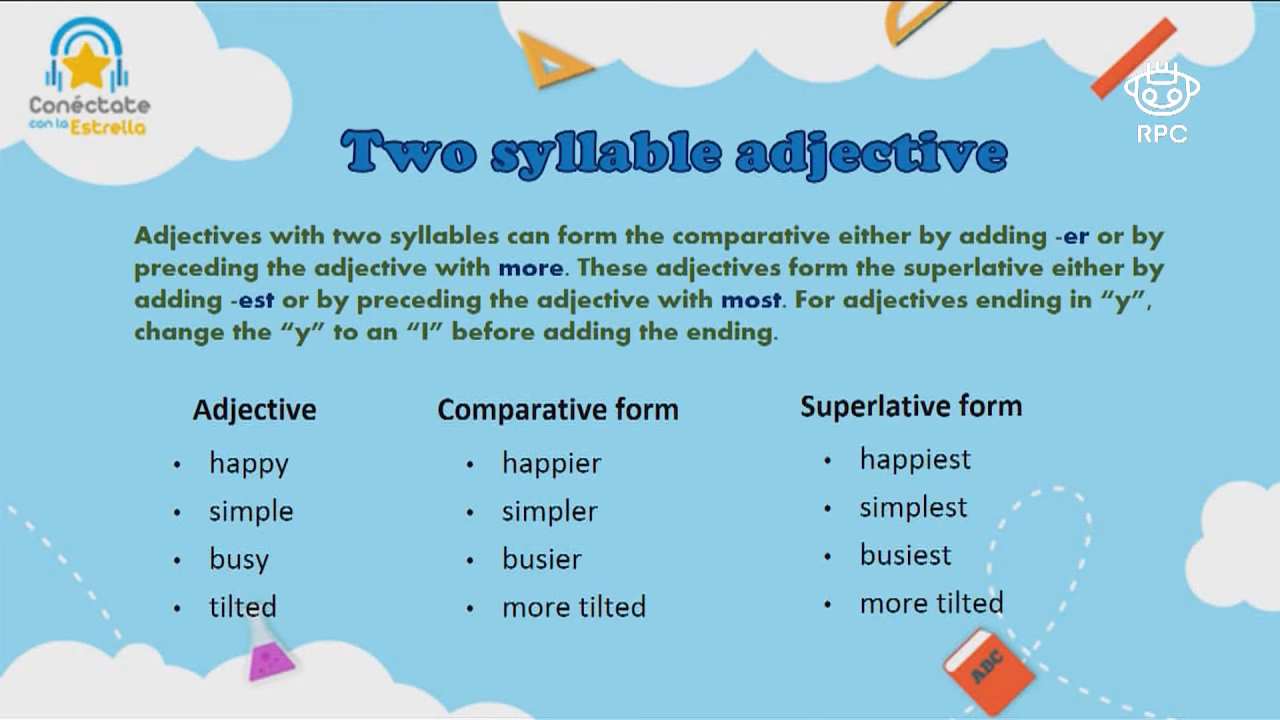 Conéctate
con la Estrella
RPC
Two syllable adjective
Adjectives with two syllables can form the comparative either by adding -er or by
preceding the adjective with more. These adjectives form the superlative either by
adding -est or by preceding the adjective with most. For adjectives ending in “y”,
change the “y” to an “I” before adding the ending.
Adjective Comparative form Superlative form
• happy • happier • happiest
• simple • simpler • simplest
• busy • busier • busiest
• tilted • more tilted • more tilted
ABC